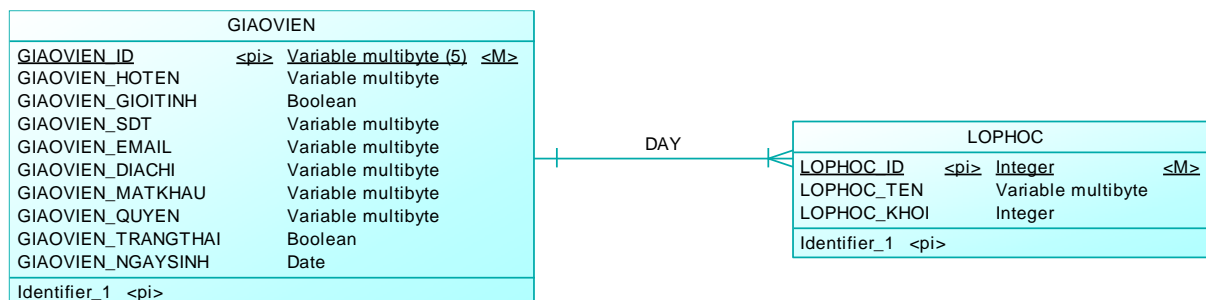 GIAOVIEN
GIAOVIEN_ID <pi> Variable multibyte (5) <M>
GIAOVIEN_HOTEN Variable multibyte
GIAOVIEN_GIOITINH Boolean
GIAOVIEN_SDT Variable multibyte
GIAOVIEN_EMAIL Variable multibyte
GIAOVIEN_DIACHI Variable multibyte
GIAOVIEN_MATKHAU Variable multibyte
GIAOVIEN_QUYEN Variable multibyte
GIAOVIEN_TRANGTHAI Boolean
GIAOVIEN_NGAYSINH Date
Identifier_1 <pi>
DAY
LOPHOC
LOPHOC_ID <pi> Integer <M>
LOPHOC_TEN Variable multibyte
LOPHOC_KHOI Integer
Identifier_1 <pi>